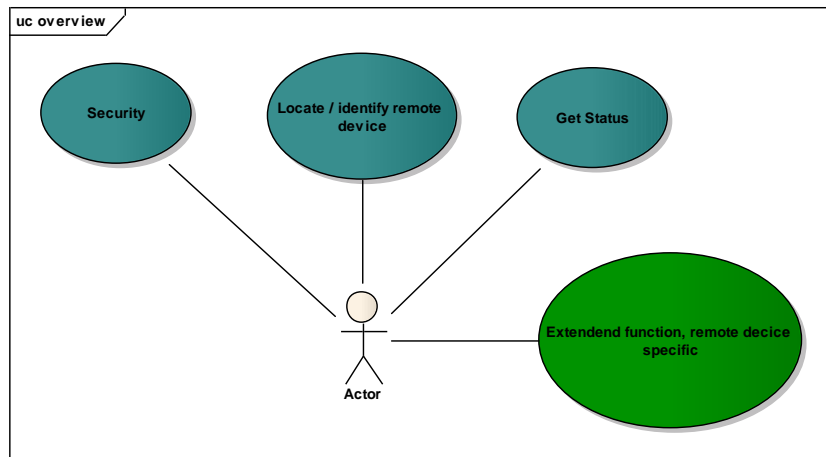 uc overview
Security
Locate / identify remote
device
Get Status
Extendend function, remote decice
specific
Actor